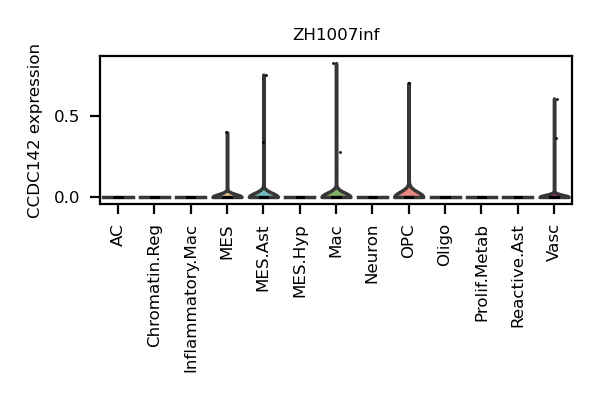 ZH1007inf
CCDC142 expression
0.5
0.0
AC
Chromatin.Reg
Inflammatory.Mac
MES
MES.Ast
MES.Hyp
Mac
Neuron
OPC
Oligo
Prolif.Metab
Reactive.Ast
Vasc